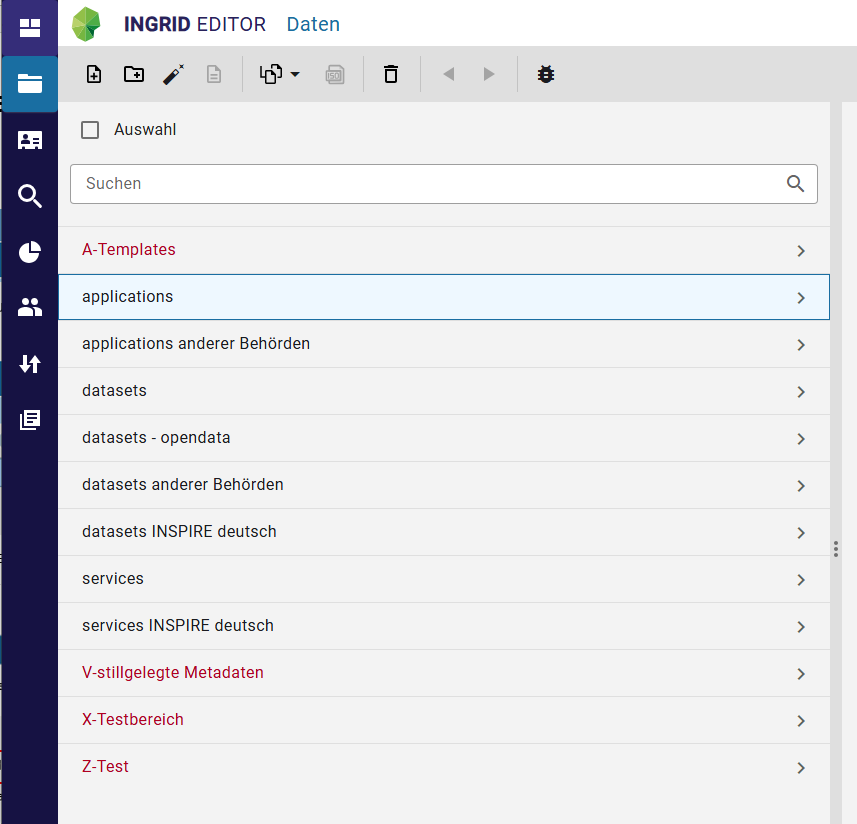 INGRID EDITOR Daten
ISO
Auswahl
Suchen
A-Templates
applications
applications anderer Behörden
datasets
datasets - opendata
datasets anderer Behörden
datasets INSPIRE deutsch
services
services INSPIRE deutsch
V-stillgelegte Metadaten
X-Testbereich
Z-Test